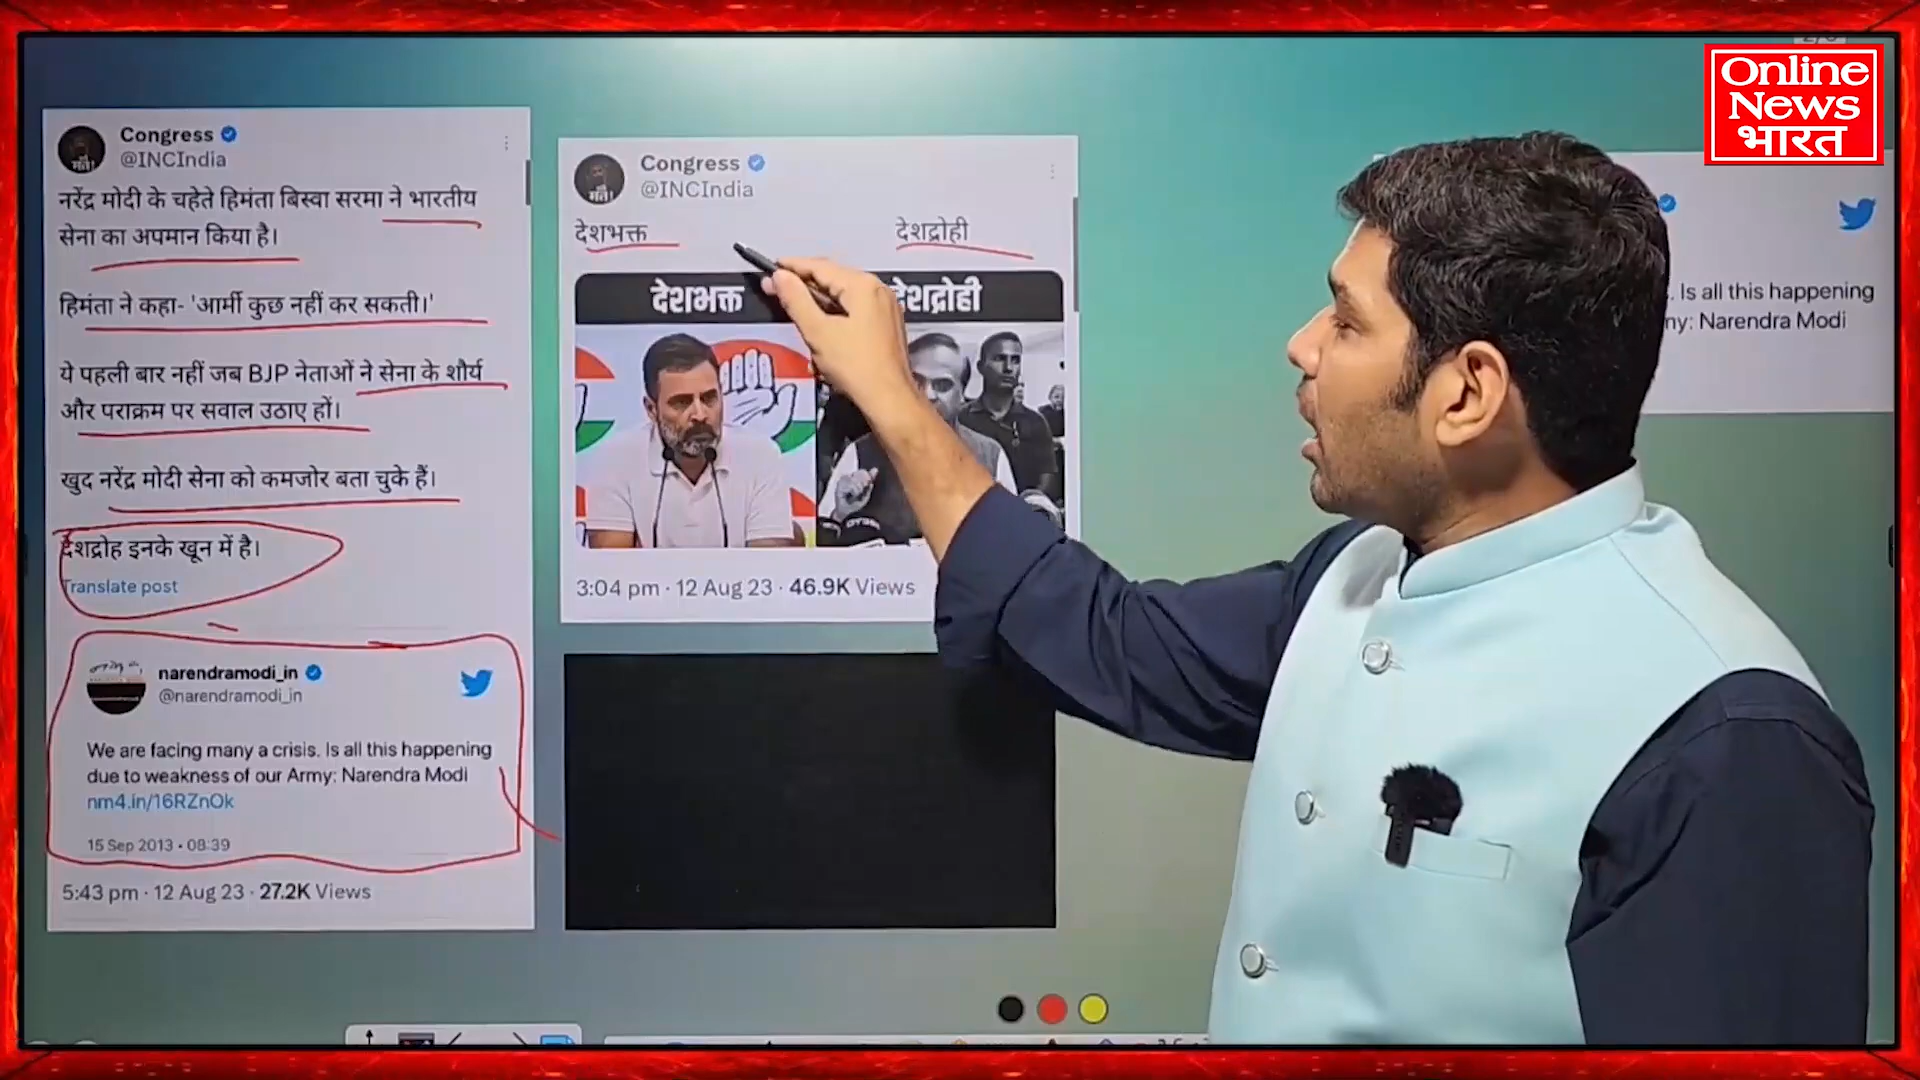 Online
News
भारत
Congress
@INCIndia
नरेंद्र मोदी के चहेते हिमंता बिस्वा सरमा ने भारतीय
सेना का अपमान किया है।
हिमंता ने कहा- 'आर्मी कुछ नहीं कर सकती।'
ये पहली बार नहीं जब BJP नेताओं ने सेना के शौर्य
और पराक्रम पर सवाल उठाए हों।
खुद नरेंद्र मोदी सेना को कमजोर बता चुके हैं।
देशद्रोह इनके खून में है।
Translate post
narendramodi_in
@narendramodi_in
We are facing many a crisis. Is all this happening
due to weakness of our Army: Narendra Modi
nm4.in/16RZnOk
15 Sep 2013 • 08:39
5:43 pm · 12 Aug 23 · 27.2K Views
Congress
@INCIndia
देशभक्त देशद्रोही
देशभक्त देशद्रोही
3:04 pm · 12 Aug 23 · 46.9K Views
. Is all this happening
my: Narendra Modi